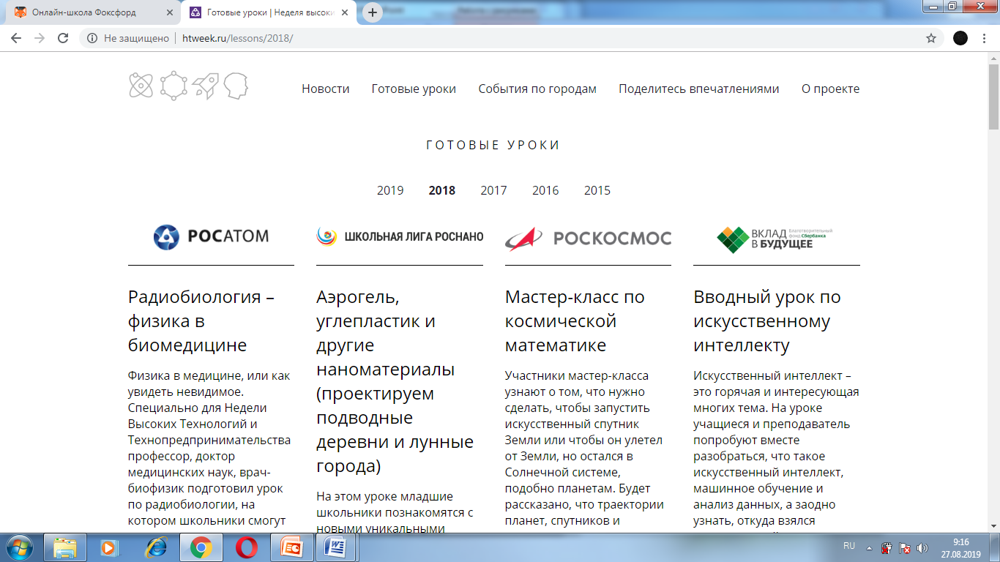 Онлайн-школа Фоксфорд
Готовые уроки | Неделя высоки
Не защищено
htweek.ru/lessons/2018/
Новости
Готовые уроки
События по городам
Поделитесь впечатлениями
О проекте
ГОТОВЫЕ УРОКИ
2019
2018
2017
2016
2015
РОСАТОМ
Радиобиология –
физика в
биомедицине
Физика в медицине, или как
увидеть невидимое.
Специально для Недели
Высоких Технологий и
Технопредпринимательства
профессор, доктор
медицинских наук, врач-
биофизик подготовил урок
по радиобиологии, на
котором школьники смогут
ШКОЛЬНАЯ ЛИГА РОСНАНО
Аэрогель,
углепластик и
другие
наноматериалы
(проектируем
подводные
деревни и лунные
города)
На этом уроке младшие
школьники познакомятся с
новыми уникальными
РОСКОСМОС
Мастер-класс по
космической
математике
Участники мастер-класса
узнают о том, что нужно
сделать, чтобы запустить
искусственный спутник
Земли или чтобы он улетел
от Земли, но остался в
Солнечной системе,
подобно планетам. Будет
рассказано, что траектории
планет, спутников и
ВКЛАД
В БУДУЩЕЕ
Благотворительный
фонд Сбербанка
Вводный урок по
искусственному
интеллекту
Искусственный интеллект –
это горячая и интересующая
многих тема. На уроке
учащиеся и преподаватель
попробуют вместе
разобраться, что такое
искусственный интеллект,
машинное обучение и
анализ данных, а заодно
узнать, откуда взялся
RU
9:16
27.08.2019